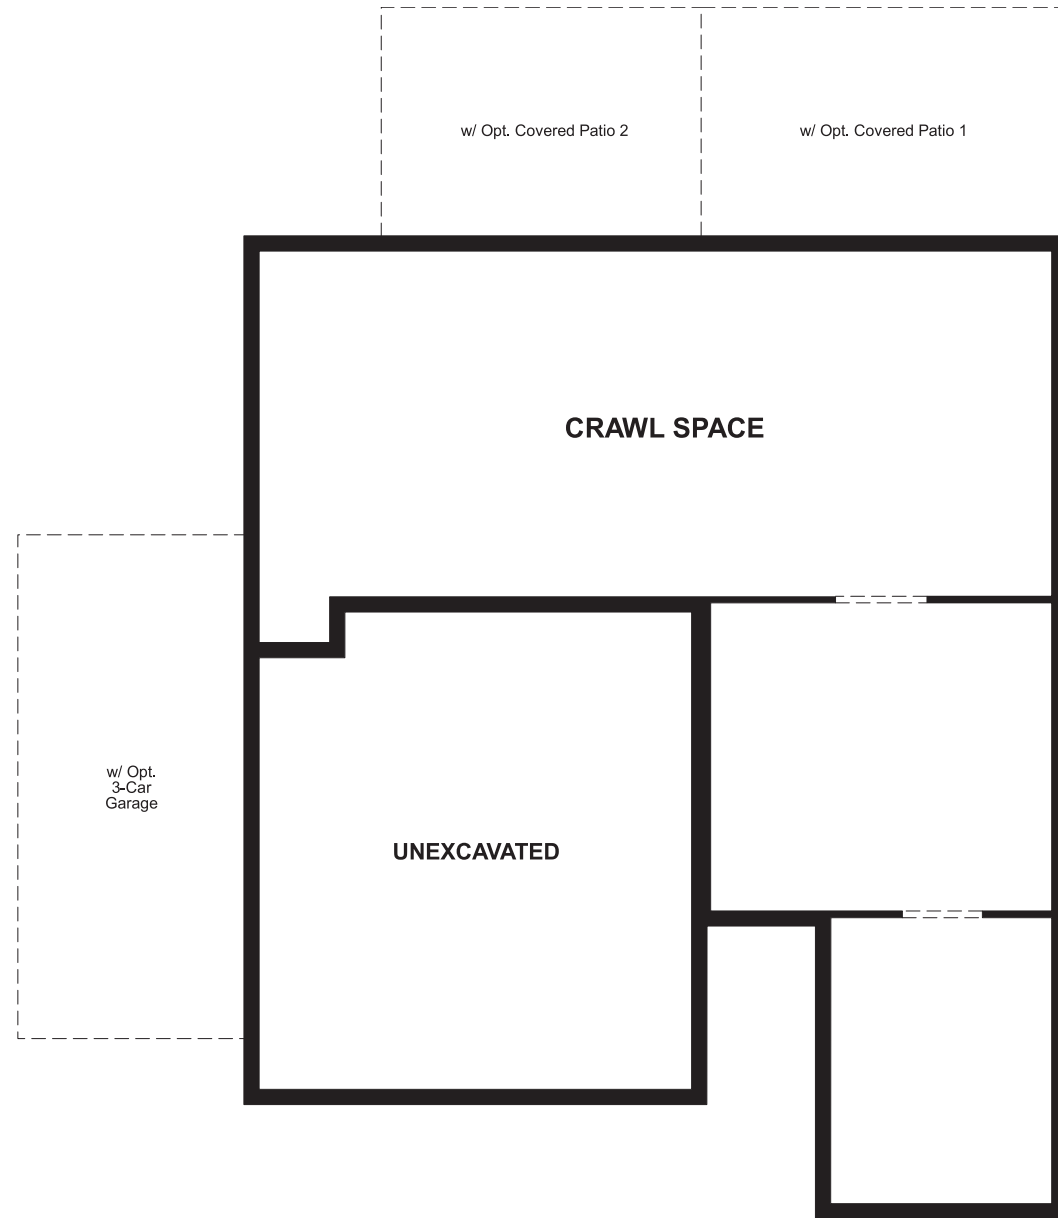 w/ Opt. Covered Patio 2
w/ Opt. Covered Patio 1
CRAWL SPACE
w/ Opt.
3-Car
Garage
UNEXCAVATED